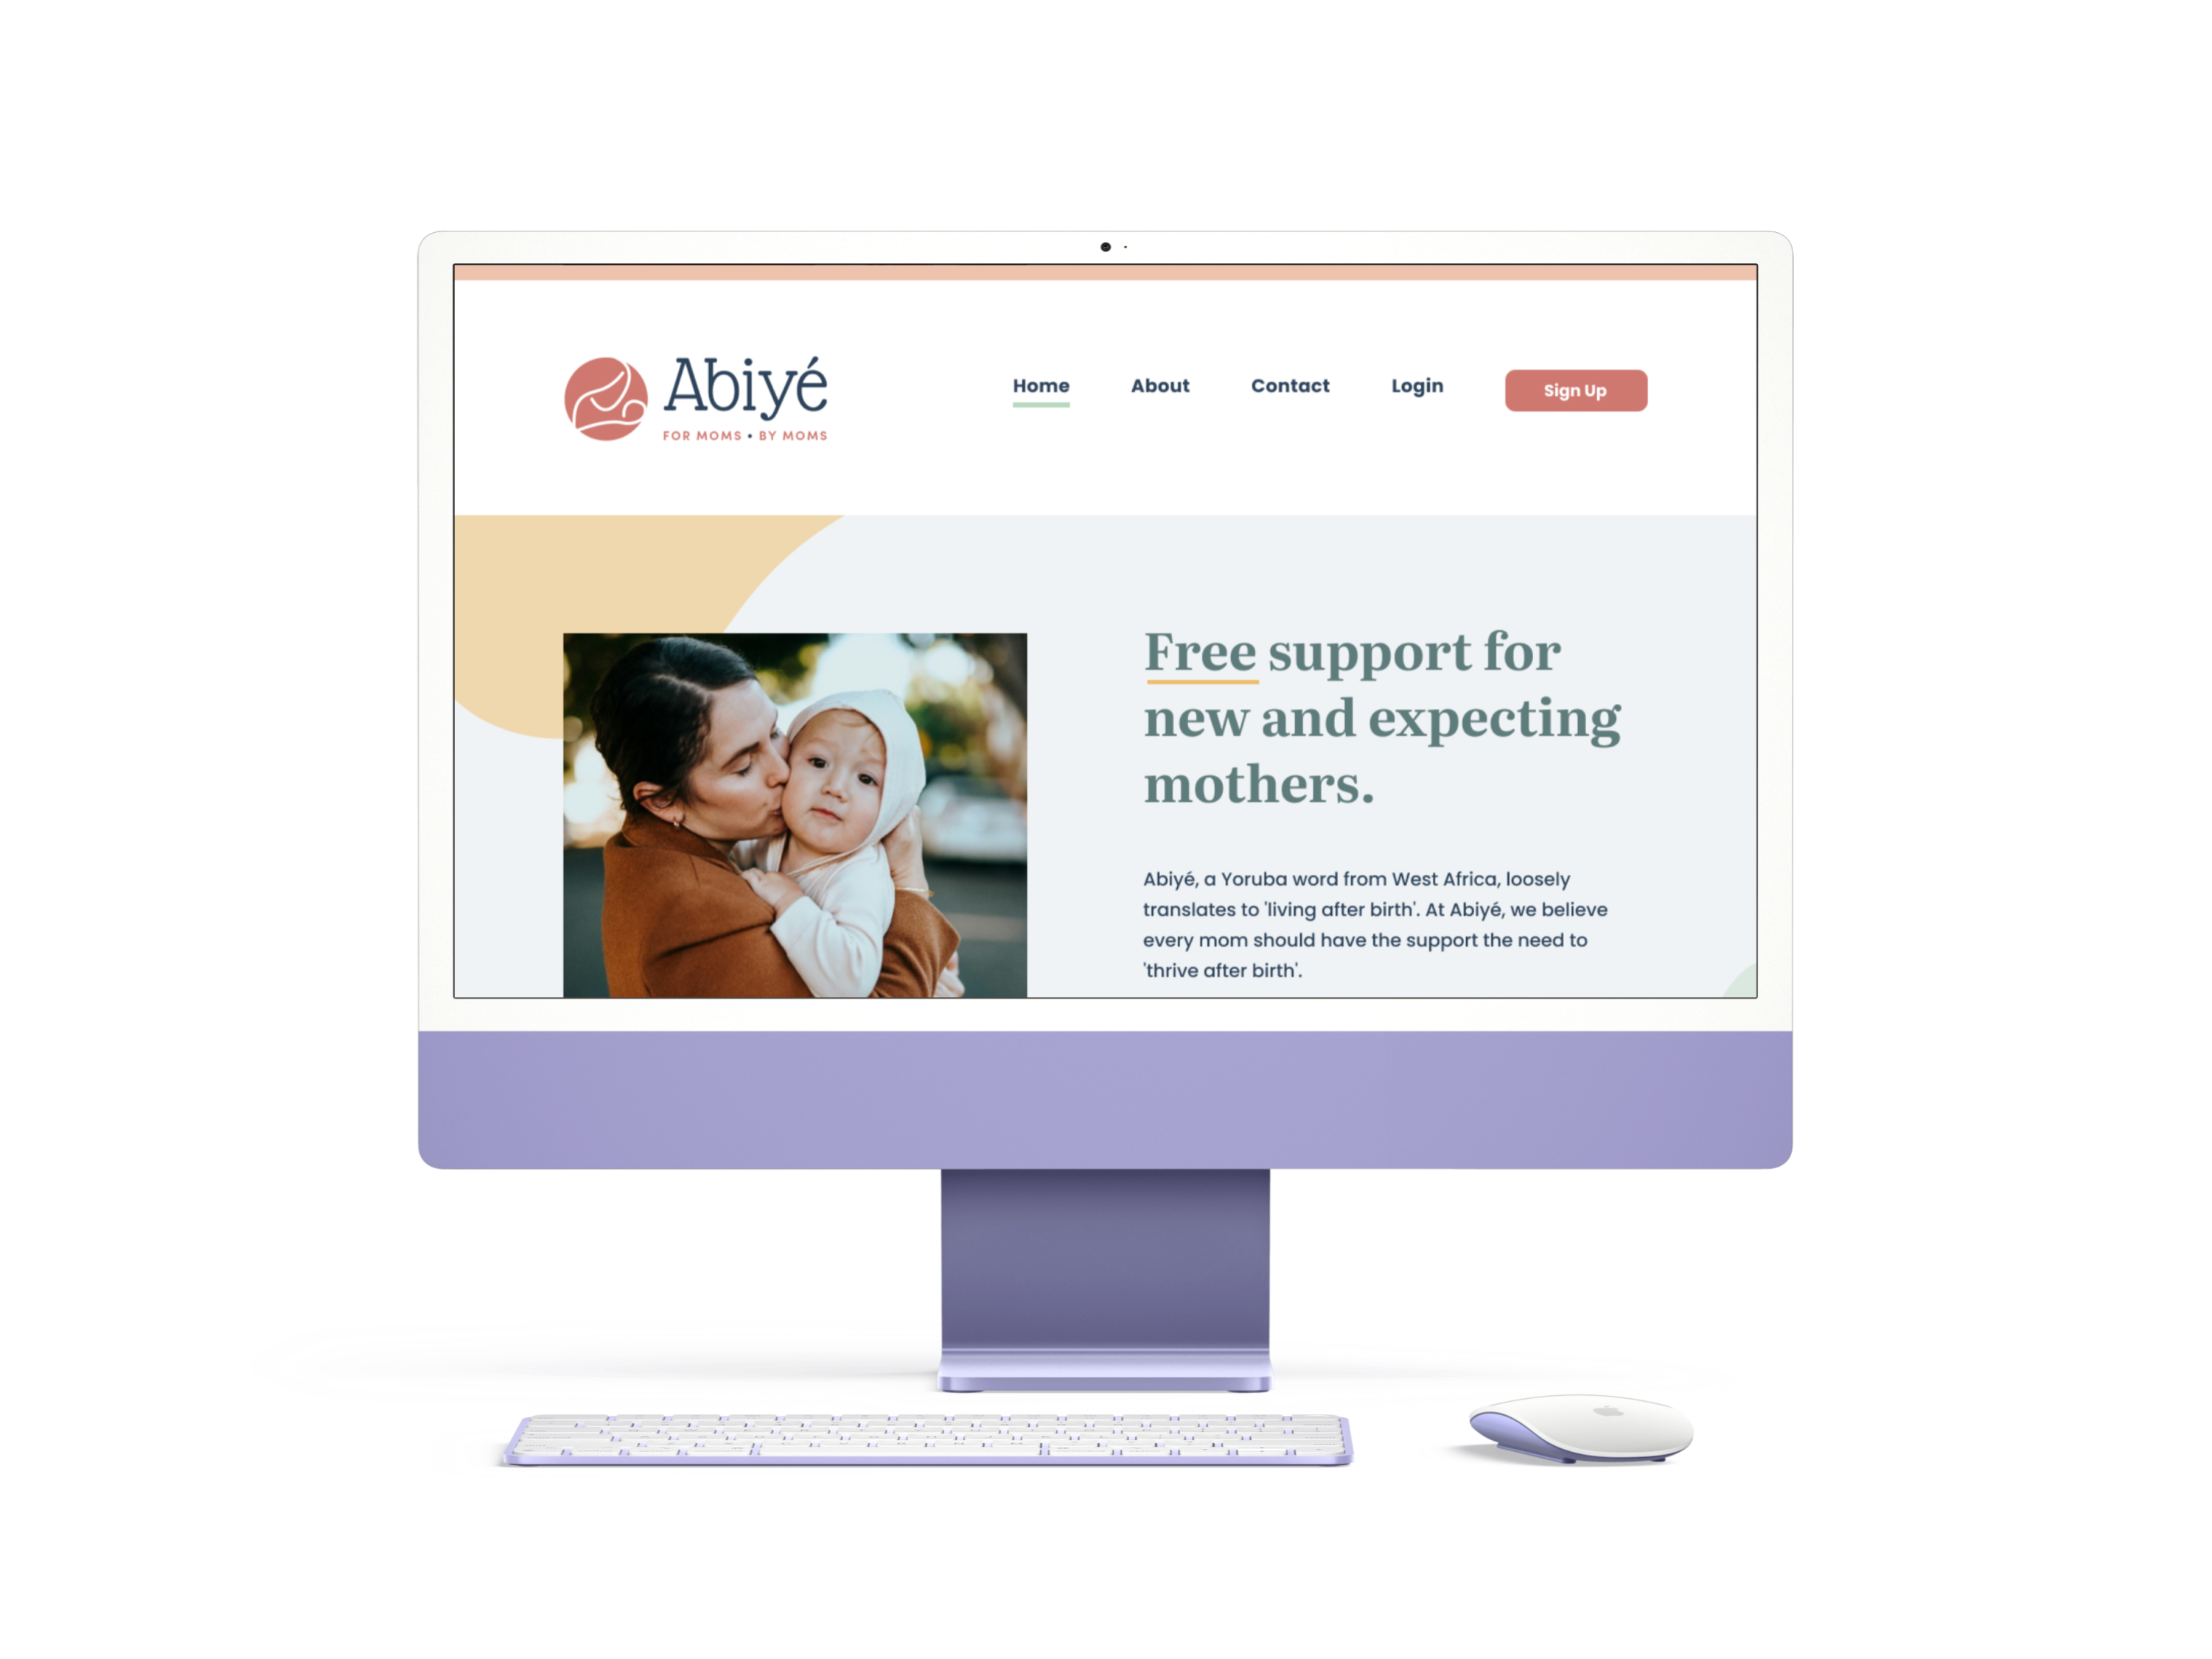 Abiyé
FOR MOMS • BY MOMS
Home
About
Contact
Login
Sign Up
Free support for
new and expecting
mothers.
Abiyé, a Yoruba word from West Africa, loosely
translates to 'living after birth'. At Abiyé, we believe
every mom should have the support the need to
'thrive after birth'.